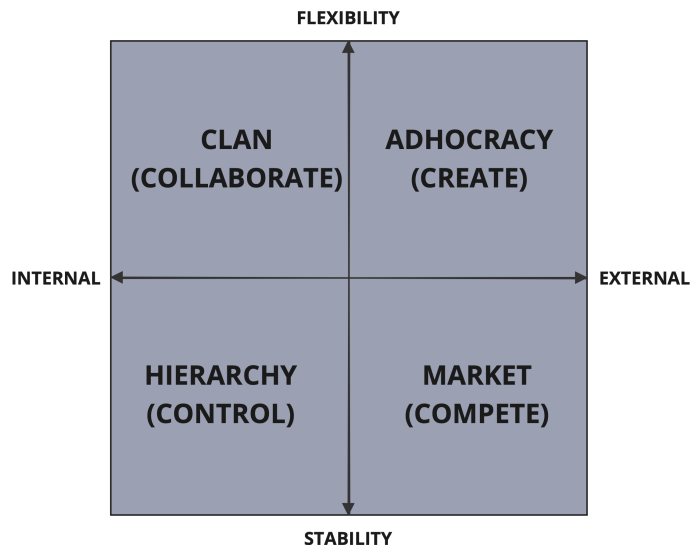 FLEXIBILITY
CLAN
(COLLABORATE)
ADHOCRACY
(CREATE)
INTERNAL
EXTERNAL
HIERARCHY
(CONTROL)
MARKET
(COMPETE)
STABILITY